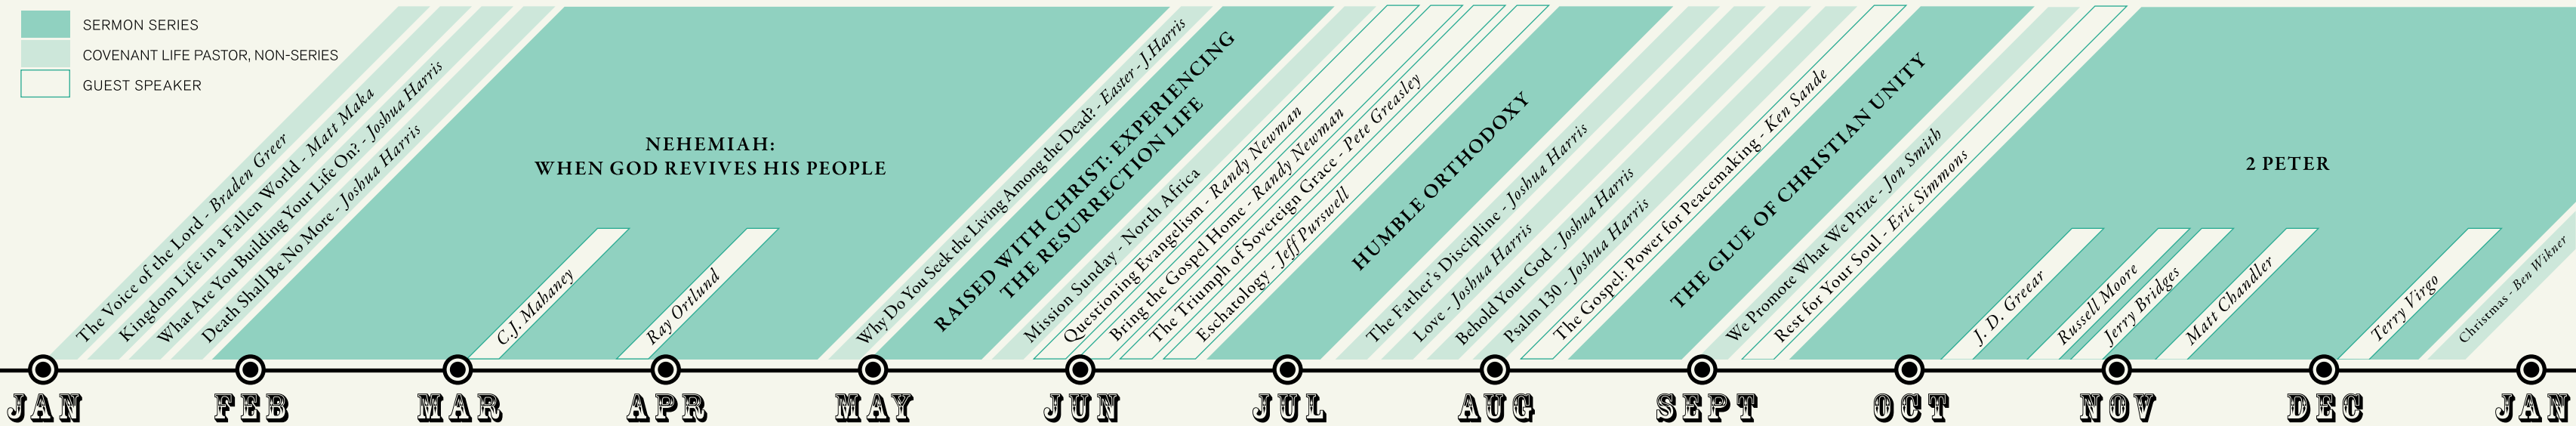 SERMON SERIES
COVENANT LIFE PASTOR, NON-SERIES
GUEST SPEAKER
The Voice of the Lord - Braden Greer
Kingdom Life in a Fallen World - Matt Maka
What Are You Building Your Life On? - Joshua Harris
Death Shall Be No More - Joshua Harris
NEHEMIAH:
WHEN GOD REVIVES HIS PEOPLE
C.J. Mahaney
Ray Ortlund
Why Do You Seek the Living Among the Dead? - Easter - J.Harris
RAISED WITH CHRIST: EXPERIENCING
THE RESURRECTION LIFE
Mission Sunday - North Africa
Questioning Evangelism - Randy Newman
Bring the Gospel Home - Randy Newman
The Triumph of Sovereign Grace - Pete Greasley
Eschatology - Jeff Purswell
HUMBLE ORTHODOXY
The Father's Discipline - Joshua Harris
Love - Joshua Harris
Behold Your God - Joshua Harris
Psalm 130 - Joshua Harris
The Gospel: Power for Peacemaking - Ken Sande
THE GLUE OF CHRISTIAN UNITY
We Promote What We Prize - Jon Smith
Rest for Your Soul - Eric Simmons
2 PETER
J. D. Greear
Russell Moore
Jerry Bridges
Matt Chandler
Terry Virgo
Christmas - Ben Wikner
JAN FEB MAR APR MAY JUN JUL AUG SEPT OCT NOV DEC JAN